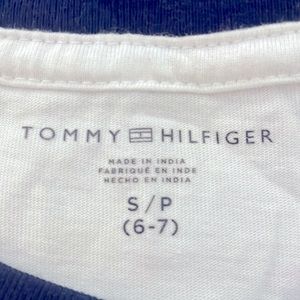 TOMMY HILFIGER
MADE IN INDIA
FABRIQUÉ EN INDE
HECHO EN INDIA
S/P
(6-7)